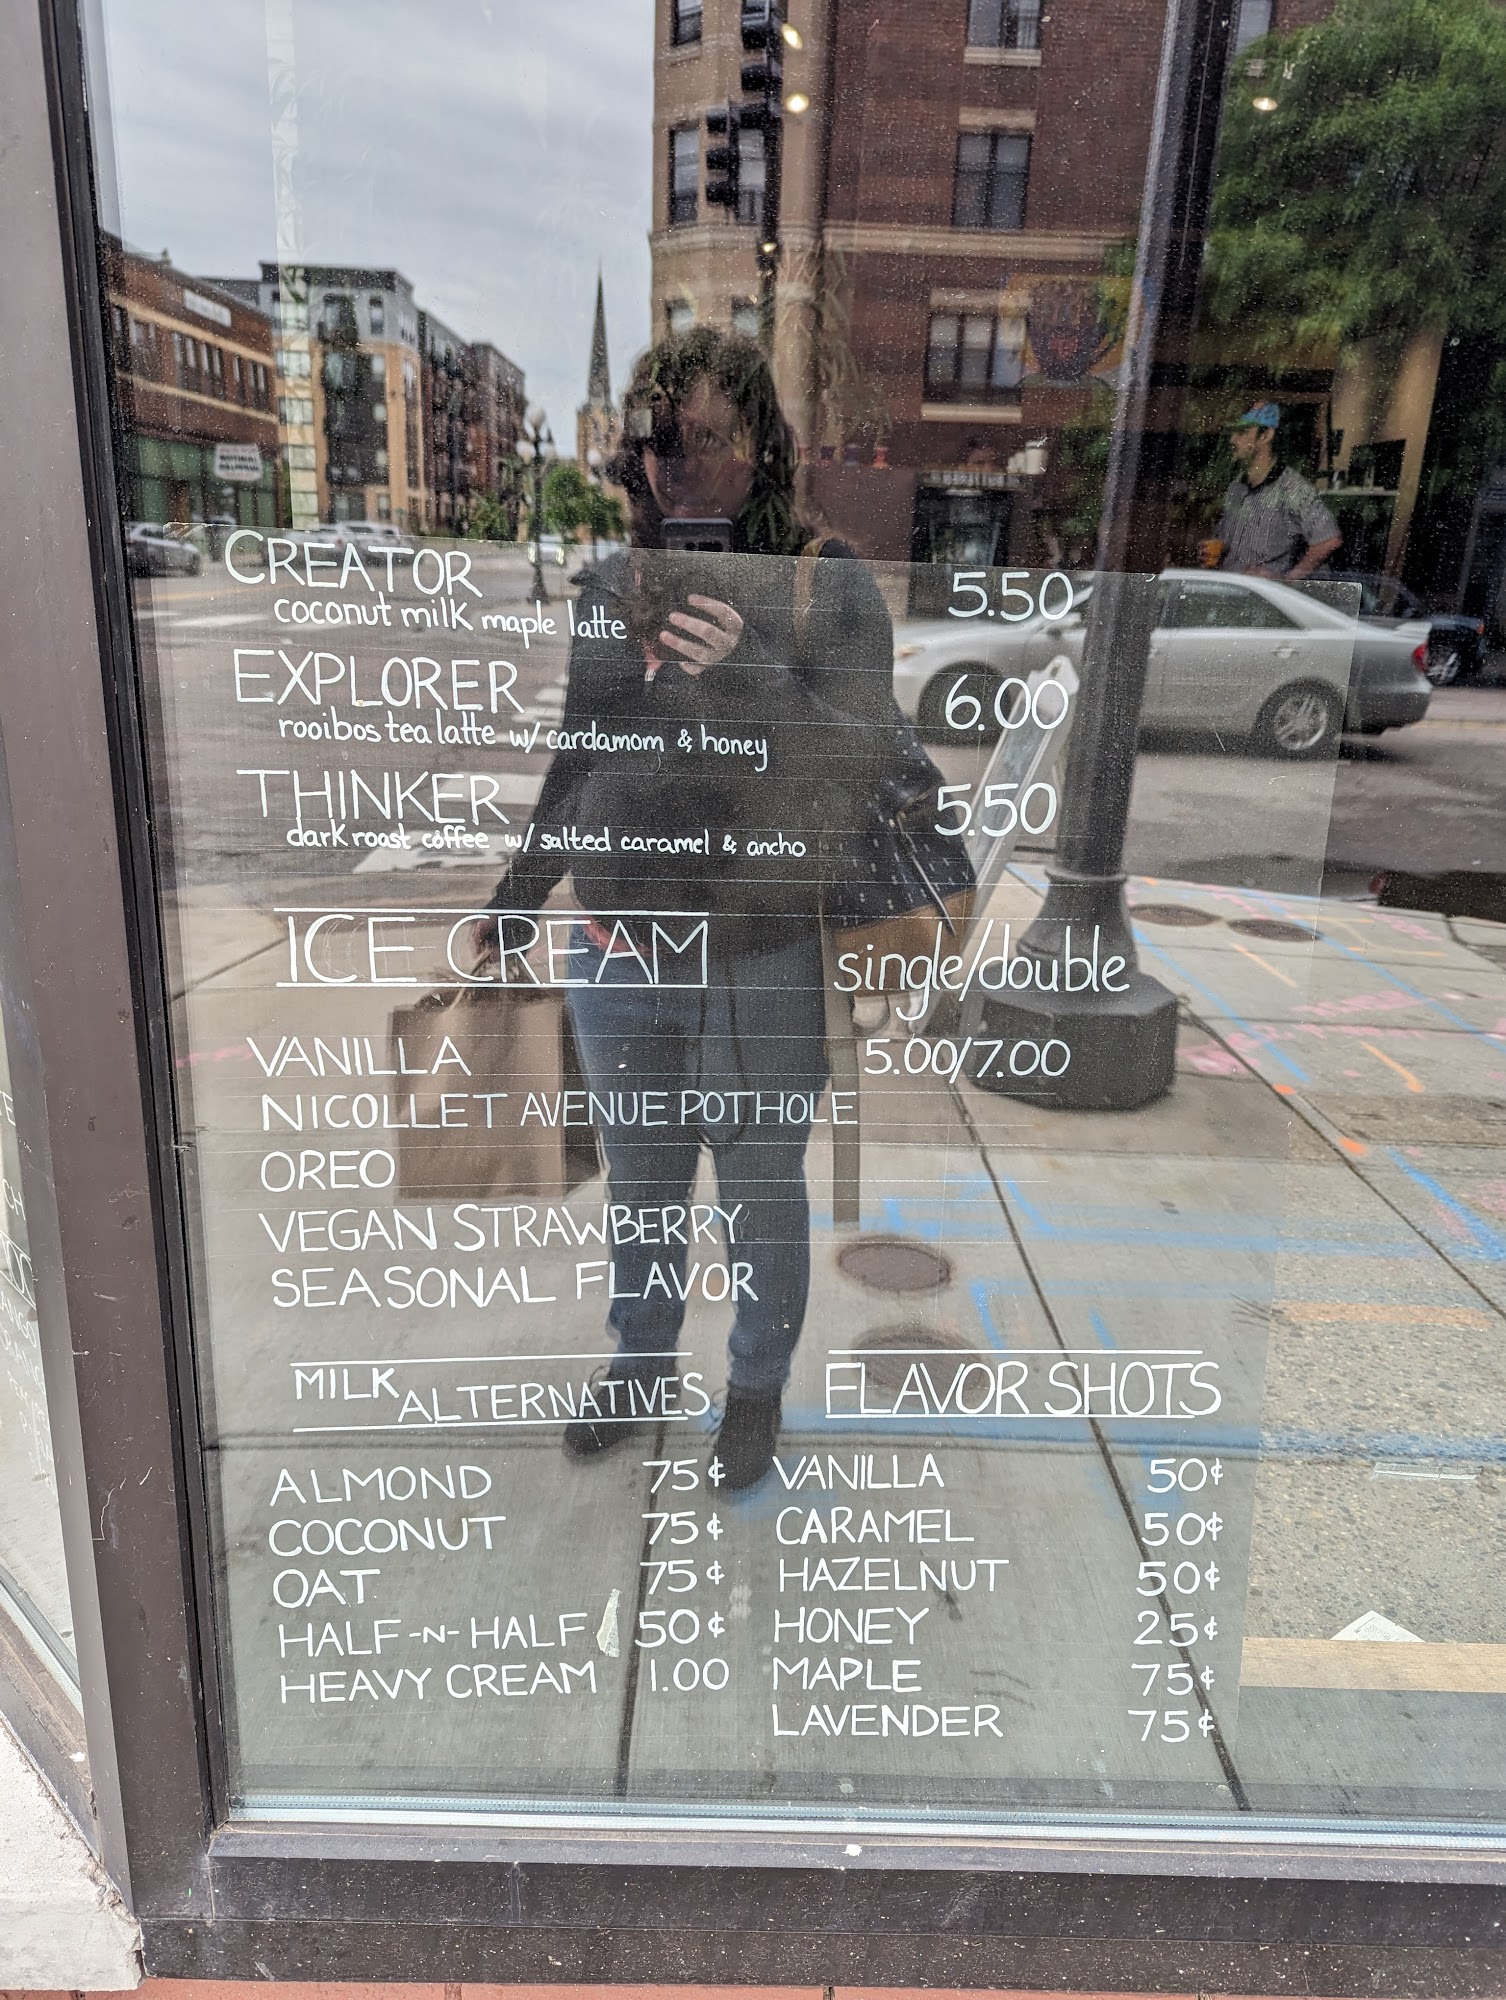 CREATOR 5.50
coconut milk maple latte
EXPLORER 6.00
rooibos tea latte w/ cardamom & honey
THINKER 5.50
dark roast coffee w/ salted caramel & ancho
ICE CREAM single/double
VANILLA 5.00/7.00
NICOLLET AVENUE POTHOLE
OREO
VEGAN STRAWBERRY
SEASONAL FLAVOR
MILK ALTERNATIVES
ALMOND 75¢
COCONUT 75¢
OAT 75¢
HALF-N-HALF 50¢
HEAVY CREAM 1.00
FLAVOR SHOTS
VANILLA 50¢
CARAMEL 50¢
HAZELNUT 50¢
HONEY 25¢
MAPLE 75¢
LAVENDER 75¢